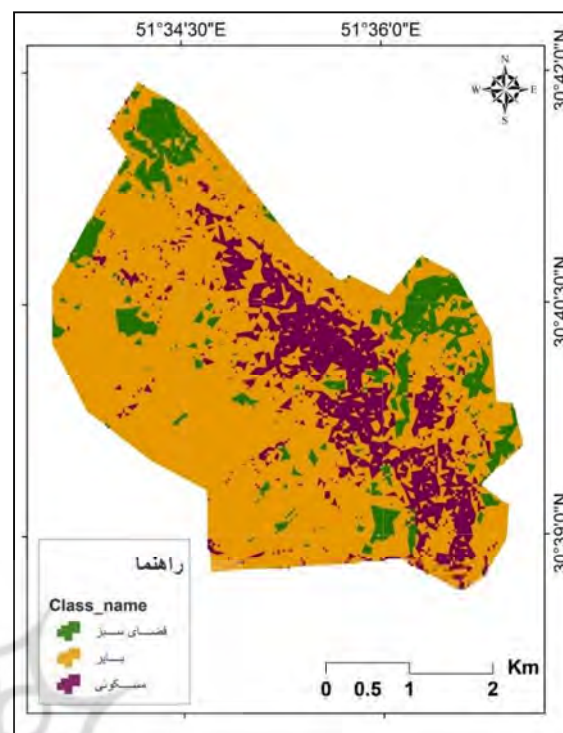 51°34'30"E 51°36'0"E
N
W E
S
30°42'0"N
30°40'30"N
30°39'0"N
راهنما
Class_name
فضای سبز
بایر
مسکونی
Km
0 0.5 1 2